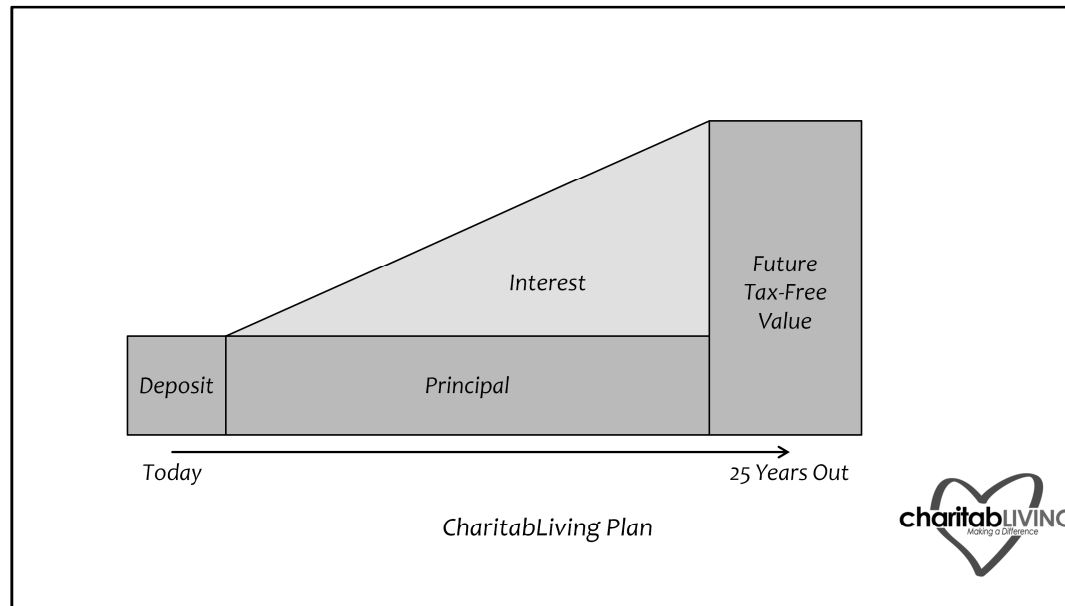 Interest
Future
Tax-Free
Value
Deposit
Principal
Today
25 Years Out
CharitabLiving Plan
charitabLIVING
Making a Difference